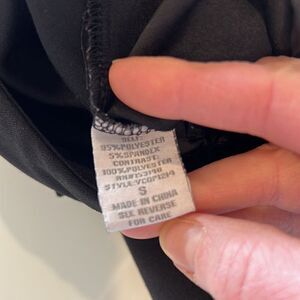 SELF:
95%POLYESTER
5%SPANDEX
CONTRAST:
100%POLYESTER
S
MADE IN CHINA
SEE REVERSE
FOR CARE